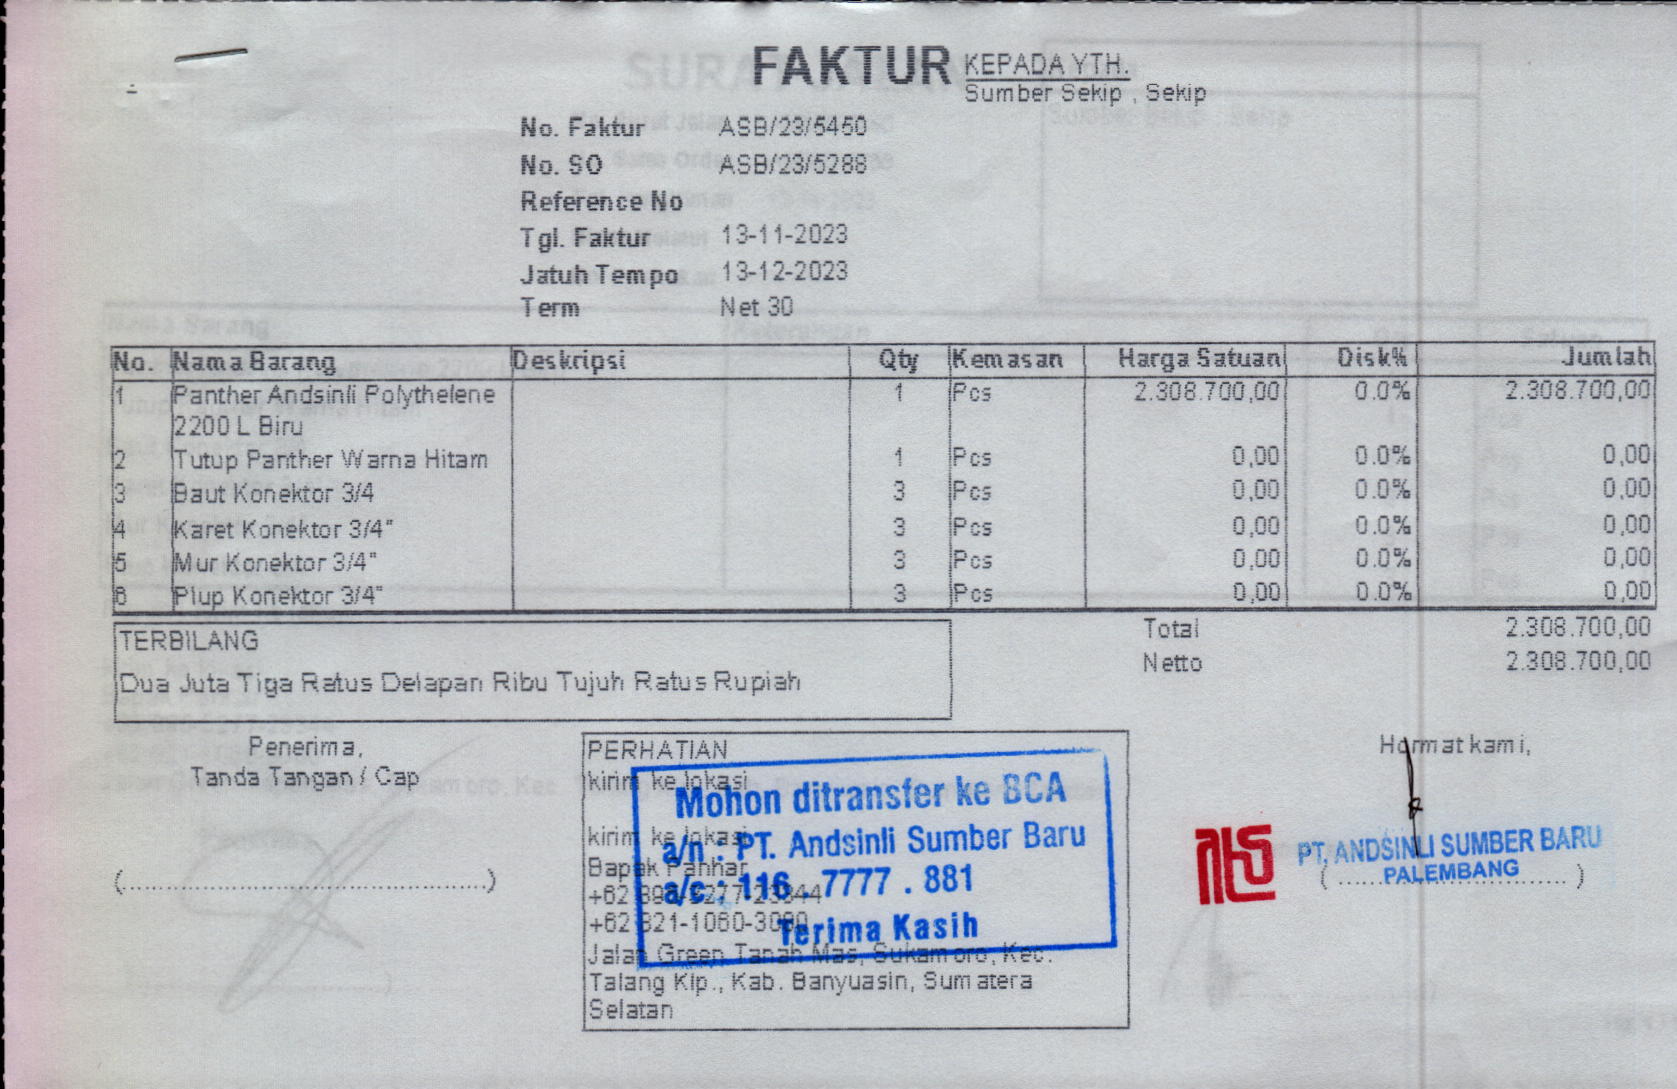 FAKTUR
KEPADA YTH.
Sumber Sekip , Sekip
No. Faktur ASB/23/5450
No. SO ASB/23/5288
Reference No
Tgl. Faktur 13-11-2023
Jatuh Tempo 13-12-2023
Term Net 30
No. Nama Barang Deskripsi Qty Kemasan Harga Satuan Disk% Jumlah
1 Panther Andsinli Polythelene 1 Pcs 2.308.700,00 0.0% 2.308.700,00
2200 L Biru
2 Tutup Panther Warna Hitam 1 Pcs 0,00 0.0% 0,00
3 Baut Konektor 3/4 3 Pcs 0,00 0.0% 0,00
4 Karet Konektor 3/4" 3 Pcs 0,00 0.0% 0,00
5 Mur Konektor 3/4" 3 Pcs 0,00 0.0% 0,00
6 Plup Konektor 3/4" 3 Pcs 0,00 0.0% 0,00
TERBILANG
Dua Juta Tiga Ratus Delapan Ribu Tujuh Ratus Rupiah
Total 2.308.700,00
Netto 2.308.700,00
Penerima,
Tanda Tangan / Cap
(..........................................)
PERHATIAN
kirim ke lokasi
kirim ke lokasi
Bapak Panhar
+62
+62 821-1060-
Jalan Green Tanah Mas, Sukamoro, Kec.
Talang Klp., Kab. Banyuasin, Sumatera
Selatan
Mohon ditransfer ke BCA
a/n : PT. Andsinli Sumber Baru
a/c : 116 . 7777 . 881
Terima Kasih
Hormat kami,
PT. ANDSINLI SUMBER BARU
PALEMBANG